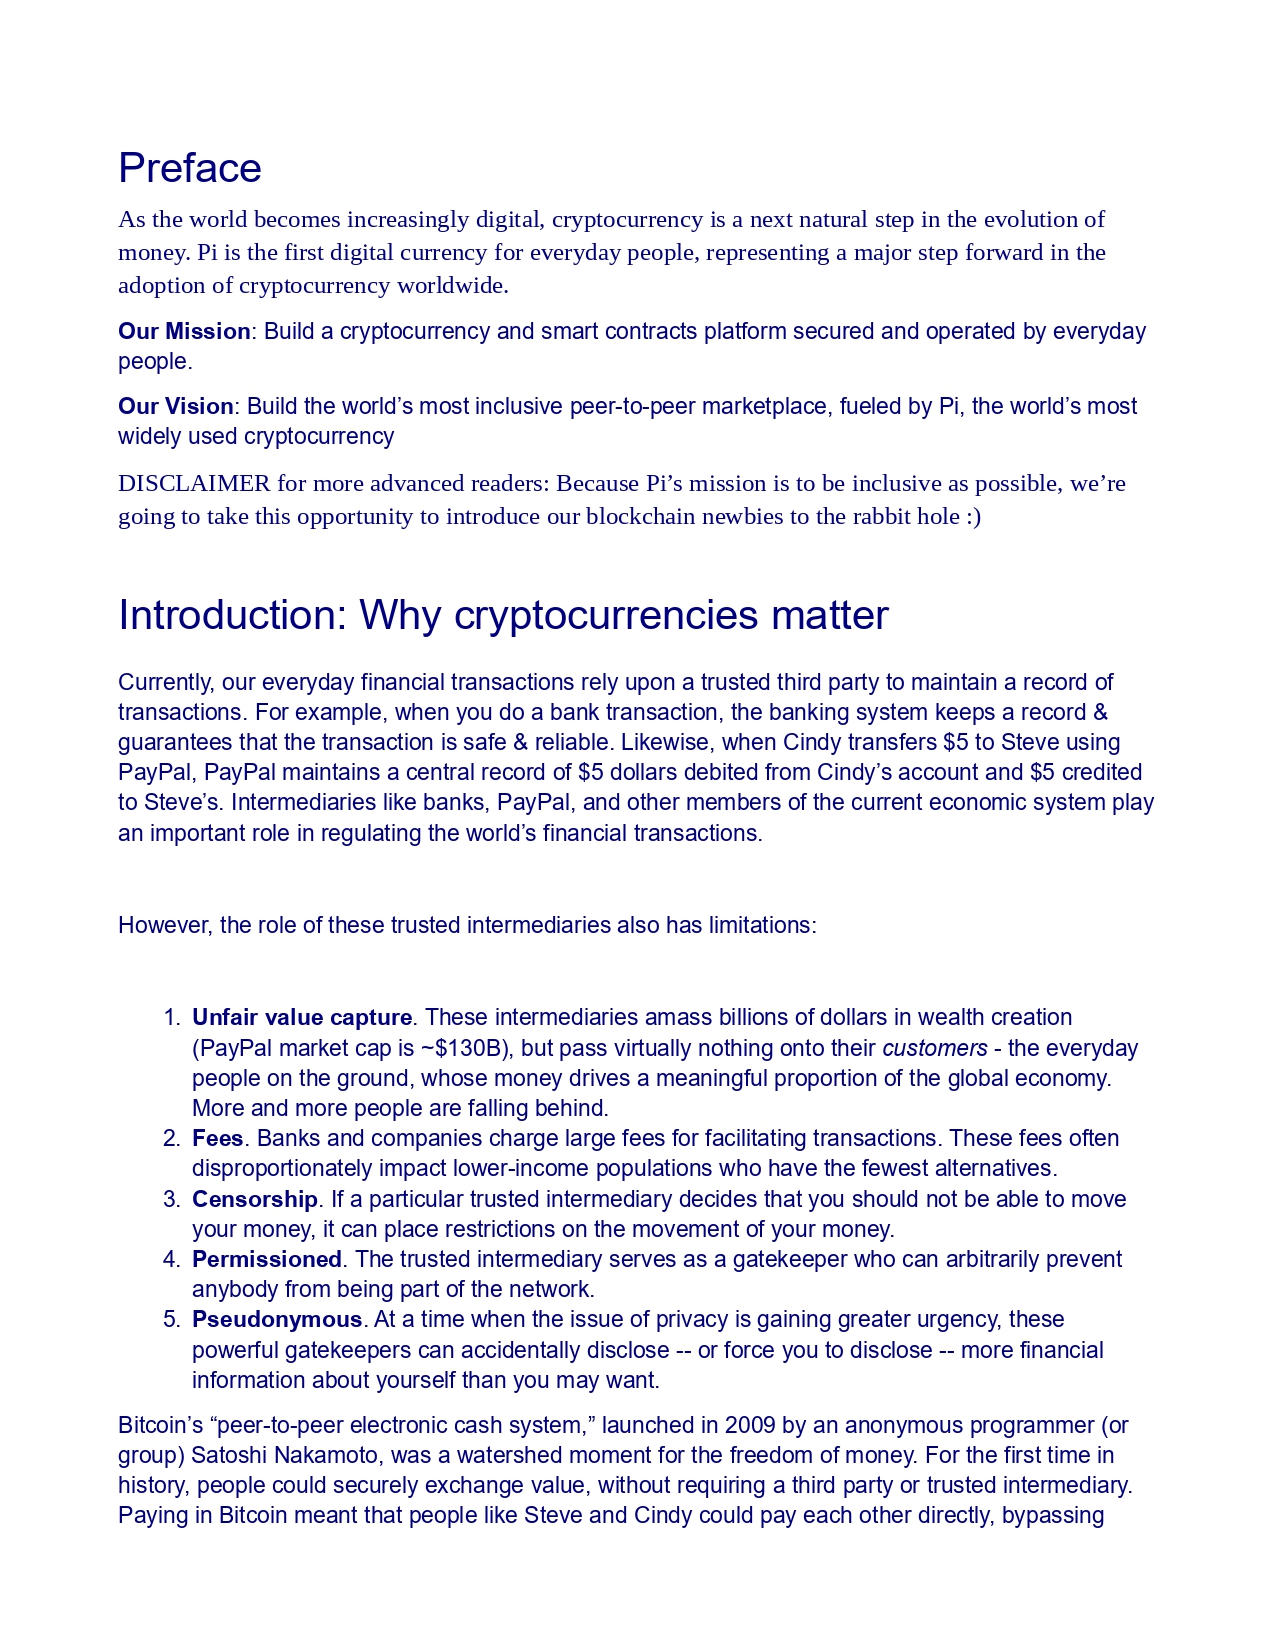 Preface
As the world becomes increasingly digital, cryptocurrency is a next natural step in the evolution of
money. Pi is the first digital currency for everyday people, representing a major step forward in the
adoption of cryptocurrency worldwide.
Our Mission: Build a cryptocurrency and smart contracts platform secured and operated by everyday
people.
Our Vision: Build the world’s most inclusive peer-to-peer marketplace, fueled by Pi, the world’s most
widely used cryptocurrency
DISCLAIMER for more advanced readers: Because Pi’s mission is to be inclusive as possible, we’re
going to take this opportunity to introduce our blockchain newbies to the rabbit hole :)
Introduction: Why cryptocurrencies matter
Currently, our everyday financial transactions rely upon a trusted third party to maintain a record of
transactions. For example, when you do a bank transaction, the banking system keeps a record &
guarantees that the transaction is safe & reliable. Likewise, when Cindy transfers $5 to Steve using
PayPal, PayPal maintains a central record of $5 dollars debited from Cindy’s account and $5 credited
to Steve’s. Intermediaries like banks, PayPal, and other members of the current economic system play
an important role in regulating the world’s financial transactions.
However, the role of these trusted intermediaries also has limitations:
1. Unfair value capture. These intermediaries amass billions of dollars in wealth creation
(PayPal market cap is ~$130B), but pass virtually nothing onto their customers - the everyday
people on the ground, whose money drives a meaningful proportion of the global economy.
More and more people are falling behind.
2. Fees. Banks and companies charge large fees for facilitating transactions. These fees often
disproportionately impact lower-income populations who have the fewest alternatives.
3. Censorship. If a particular trusted intermediary decides that you should not be able to move
your money, it can place restrictions on the movement of your money.
4. Permissioned. The trusted intermediary serves as a gatekeeper who can arbitrarily prevent
anybody from being part of the network.
5. Pseudonymous. At a time when the issue of privacy is gaining greater urgency, these
powerful gatekeepers can accidentally disclose -- or force you to disclose -- more financial
information about yourself than you may want.
Bitcoin’s “peer-to-peer electronic cash system,” launched in 2009 by an anonymous programmer (or
group) Satoshi Nakamoto, was a watershed moment for the freedom of money. For the first time in
history, people could securely exchange value, without requiring a third party or trusted intermediary.
Paying in Bitcoin meant that people like Steve and Cindy could pay each other directly, bypassing